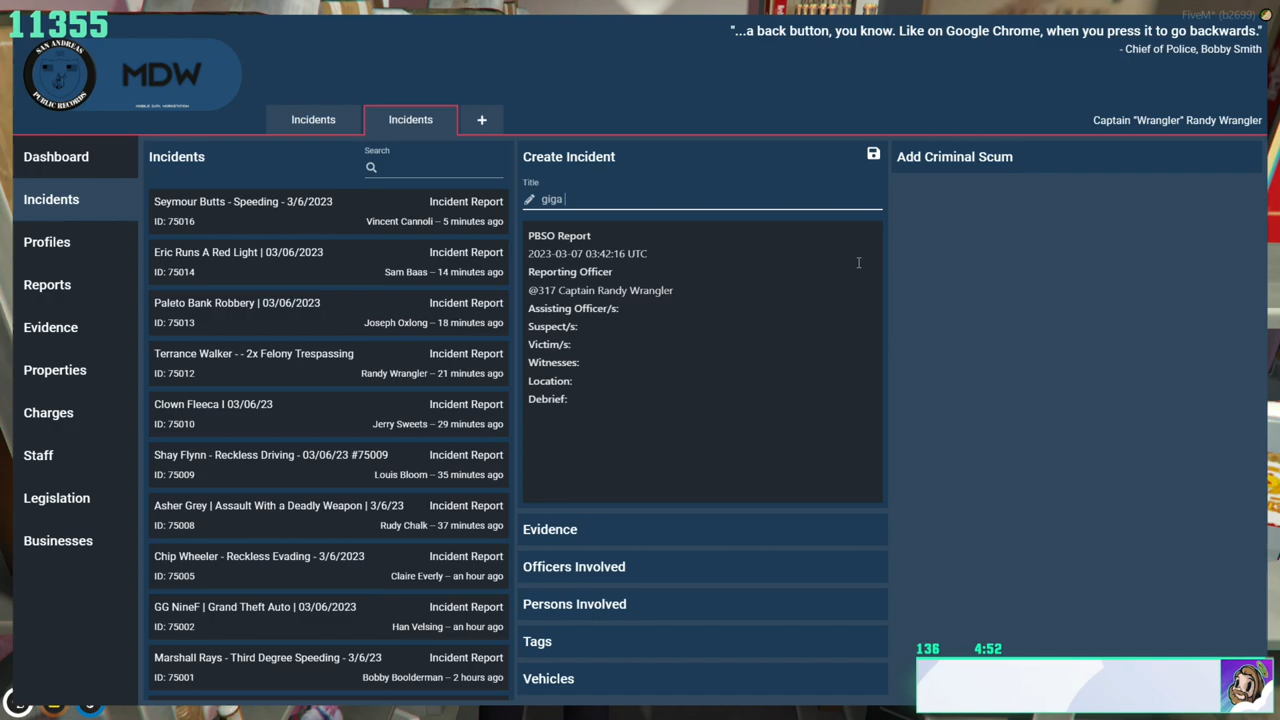 11355
FiveM* (b2699)
"...a back button, you know. Like on Google Chrome, when you press it to go backwards."
- Chief of Police, Bobby Smith
SAN ANDREAS
PUBLIC RECORDS
MDW
MOBILE DATA WORKSTATION
Incidents
Incidents
+
Captain "Wrangler" Randy Wrangler
Dashboard
Incidents
Profiles
Reports
Evidence
Properties
Charges
Staff
Legislation
Businesses
Incidents
Search
Seymour Butts - Speeding - 3/6/2023 Incident Report
ID: 75016 Vincent Cannoli – 5 minutes ago
Eric Runs A Red Light | 03/06/2023 Incident Report
ID: 75014 Sam Baas – 14 minutes ago
Paleto Bank Robbery | 03/06/2023 Incident Report
ID: 75013 Joseph Oxlong – 18 minutes ago
Terrance Walker - - 2x Felony Trespassing Incident Report
ID: 75012 Randy Wrangler – 21 minutes ago
Clown Fleeca I 03/06/23 Incident Report
ID: 75010 Jerry Sweets – 29 minutes ago
Shay Flynn - Reckless Driving - 03/06/23 #75009 Incident Report
ID: 75009 Louis Bloom – 35 minutes ago
Asher Grey | Assault With a Deadly Weapon | 3/6/23 Incident Report
ID: 75008 Rudy Chalk – 37 minutes ago
Chip Wheeler - Reckless Evading - 3/6/2023 Incident Report
ID: 75005 Claire Everly – an hour ago
GG NineF | Grand Theft Auto | 03/06/2023 Incident Report
ID: 75002 Han Velsing – an hour ago
Marshall Rays - Third Degree Speeding - 3/6/23 Incident Report
ID: 75001 Bobby Boolderman – 2 hours ago
Create Incident
Title
giga
PBSO Report
2023-03-07 03:42:16 UTC
Reporting Officer
@317 Captain Randy Wrangler
Assisting Officer/s:
Suspect/s:
Victim/s:
Witnesses:
Location:
Debrief:
Evidence
Officers Involved
Persons Involved
Tags
Vehicles
Add Criminal Scum
136 4:52